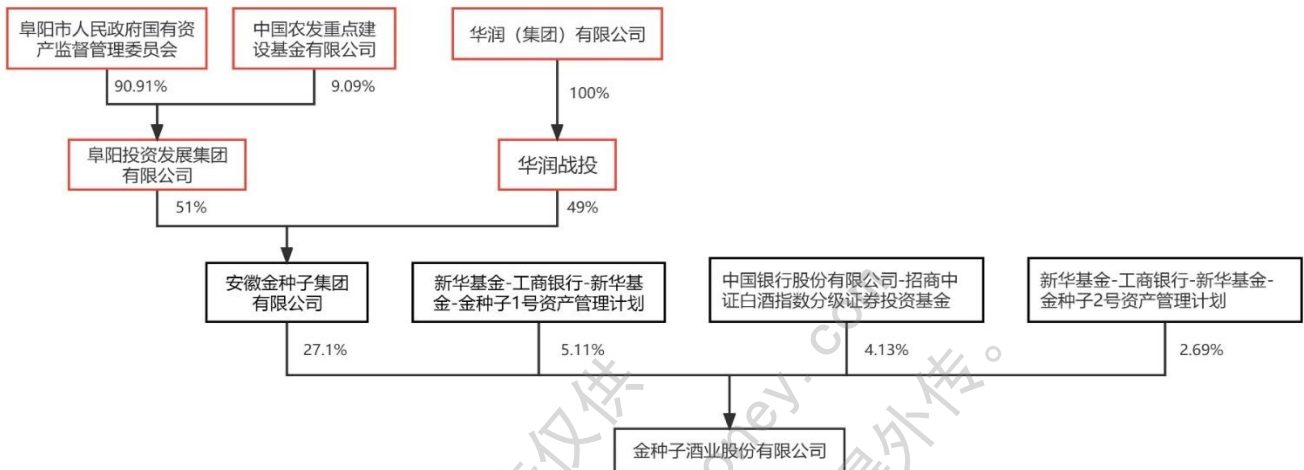 阜阳市人民政府国有资
产监督管理委员会
中国农发重点建
设基金有限公司
华润（集团）有限公司
90.91%
9.09%
100%
阜阳投资发展集团
有限公司
华润战投
51%
49%
安徽金种子集团
有限公司
新华基金-工商银行-新华基
金-金种子1号资产管理计划
中国银行股份有限公司-招商中
证白酒指数分级证券投资基金
新华基金-工商银行-新华基金-
金种子2号资产管理计划
27.1%
5.11%
4.13%
2.69%
金种子酒业股份有限公司